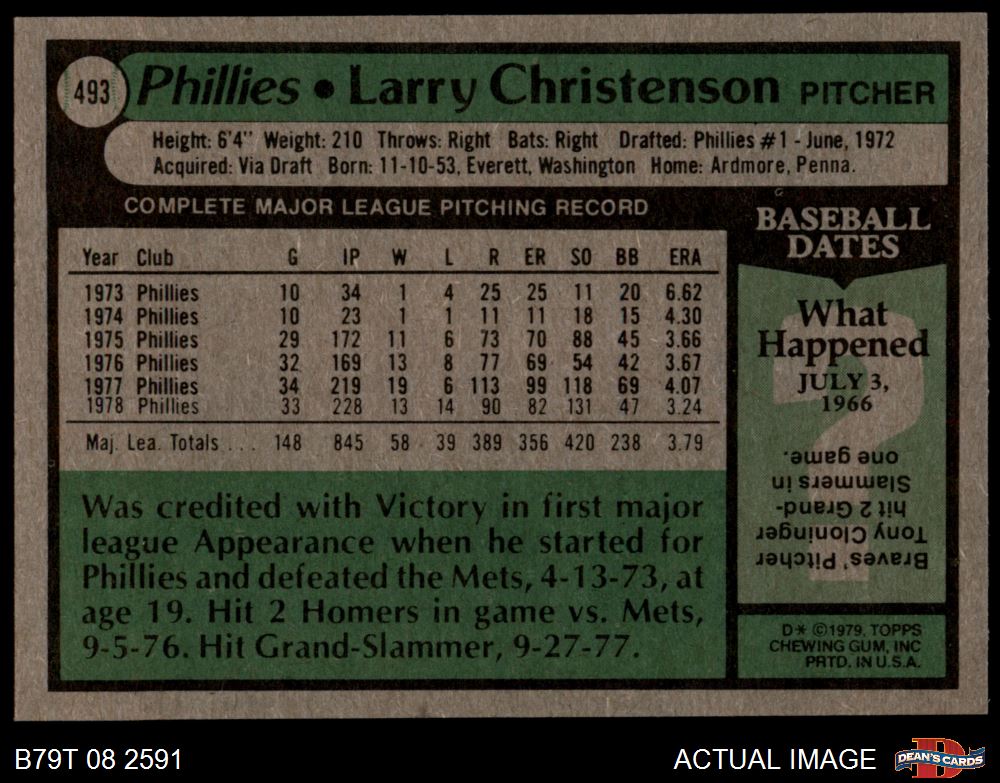 493 Phillies • Larry Christenson PITCHER
Height: 6'4" Weight: 210 Throws: Right Bats: Right Drafted: Phillies #1 - June, 1972
Acquired: Via Draft Born: 11-10-53, Everett, Washington Home: Ardmore, Penna.
COMPLETE MAJOR LEAGUE PITCHING RECORD
Year Club G IP W L R ER SO BB ERA
1973 Phillies 10 34 1 4 25 25 11 20 6.62
1974 Phillies 10 23 1 1 11 11 18 15 4.30
1975 Phillies 29 172 11 6 73 70 88 45 3.66
1976 Phillies 32 169 13 8 77 69 54 42 3.67
1977 Phillies 34 219 19 6 113 99 118 69 4.07
1978 Phillies 33 228 13 14 90 82 131 47 3.24
Maj. Lea. Totals . . . 148 845 58 39 389 356 420 238 3.79
Was credited with Victory in first major
league Appearance when he started for
Phillies and defeated the Mets, 4-13-73, at
age 19. Hit 2 Homers in game vs. Mets,
9-5-76. Hit Grand-Slammer, 9-27-77.
BASEBALL
DATES
What
Happened
JULY 3,
1966
Braves' Pitcher
Tony Cloninger
hit 2 Grand-
Slammers in
one game.
D* ©1979, TOPPS
CHEWING GUM, INC
PRTD. IN U.S.A.
B79T 08 2591
ACTUAL IMAGE
D
DEAN'S CARDS